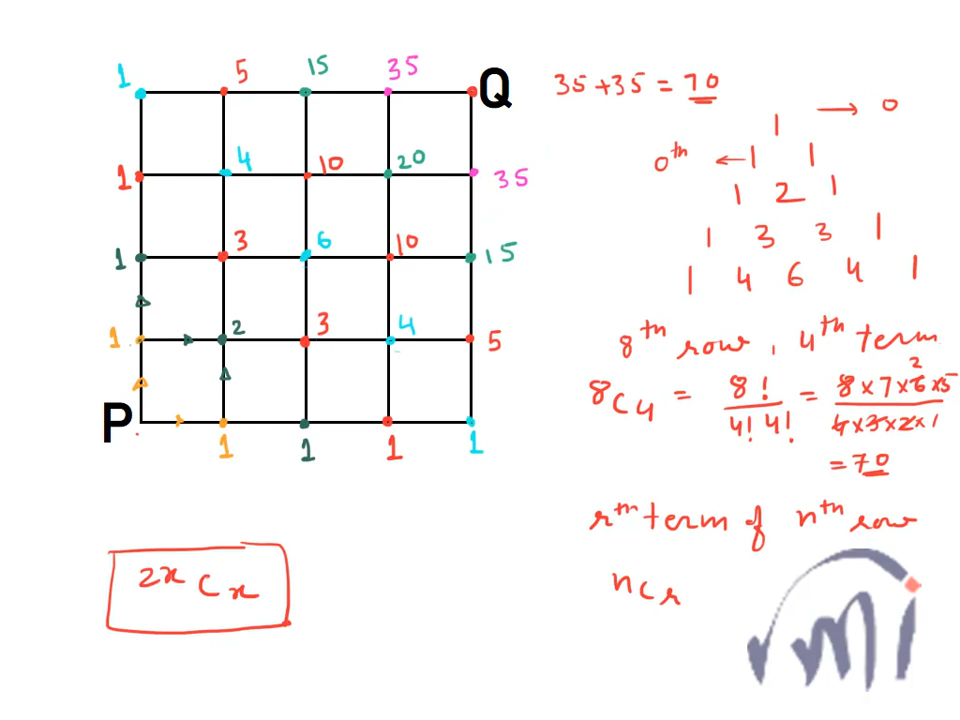 1 5 15 35 Q
1 4 10 20 35
1 3 6 10 15
1 2 3 4 5
P 1 1 1 1
2x C x
35 + 35 = 70
1 → 0
0th ← 1 1
1 2 1
1 3 3 1
1 4 6 4 1
8th row, 4th term
8C4 = 8! / 4! 4! = 8 x 7 x 6 x 5 / 4 x 3 x 2 x 1
2
= 70
rth term of nth row
nCr
vmi